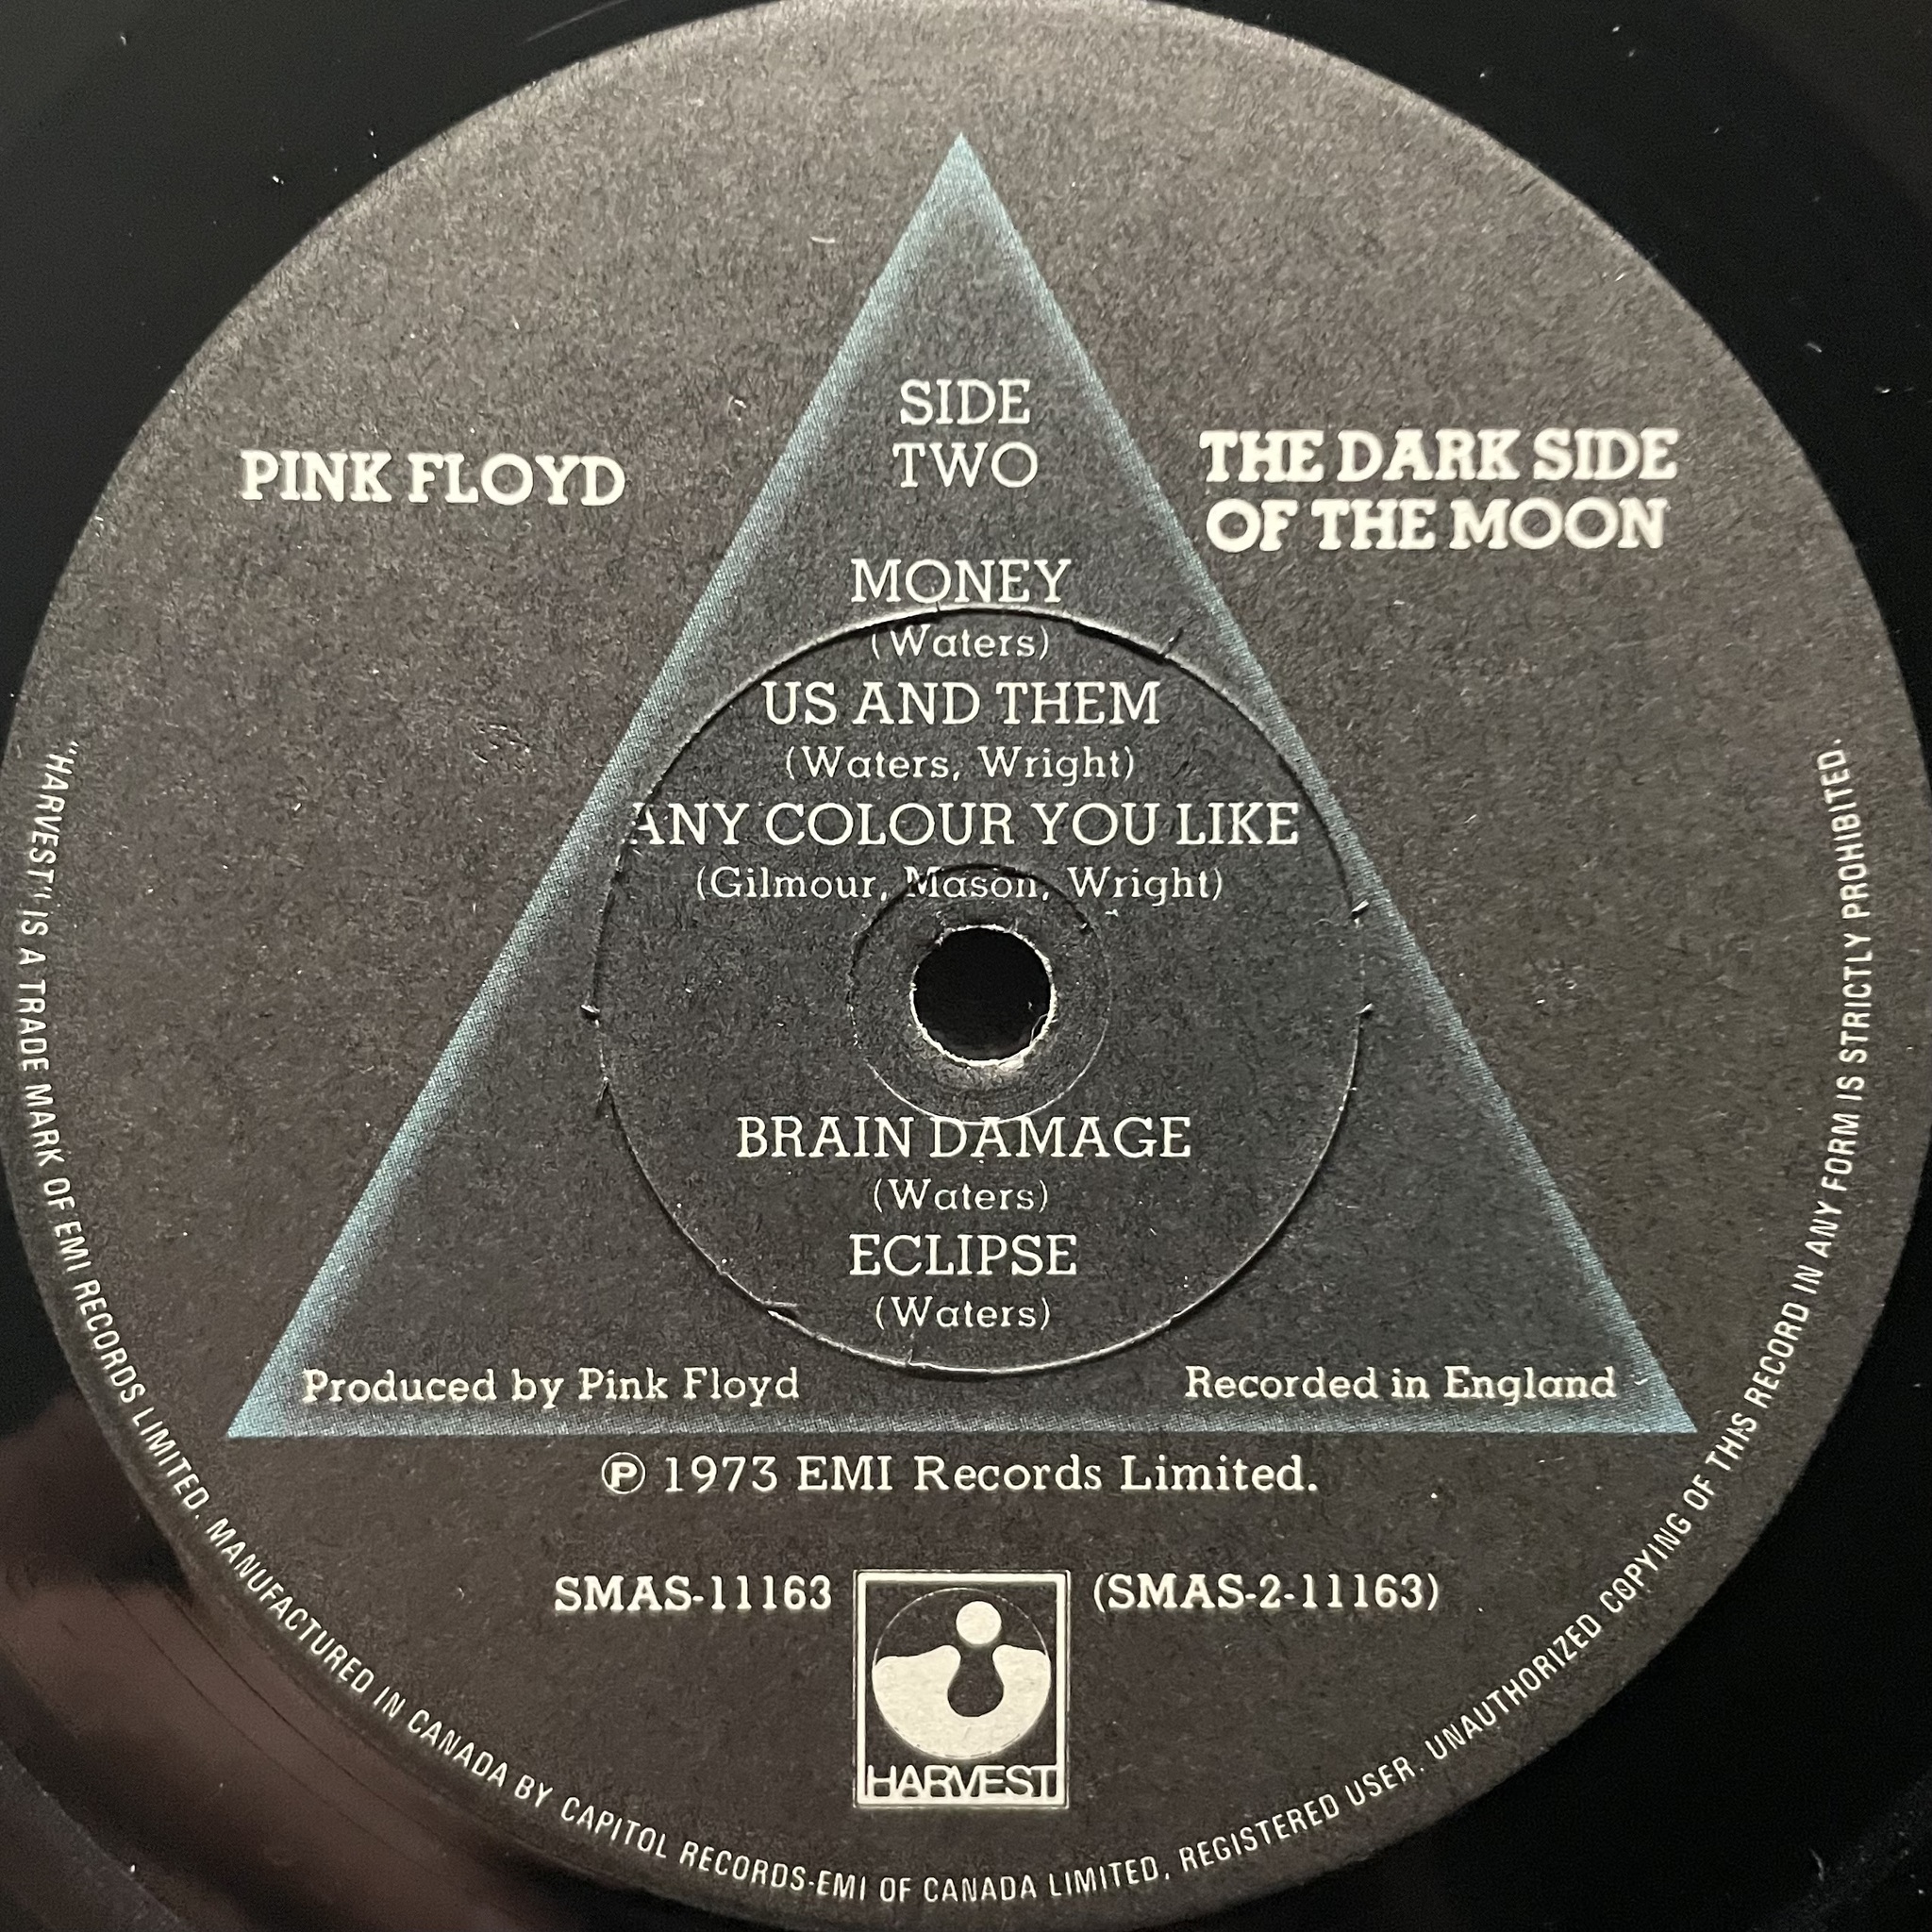 SIDE
TWO
PINK FLOYD
THE DARK SIDE
OF THE MOON
MONEY
(Waters)
US AND THEM
(Waters, Wright)
ANY COLOUR YOU LIKE
(Gilmour, Mason, Wright)
BRAIN DAMAGE
(Waters)
ECLIPSE
(Waters)
Produced by Pink Floyd
Recorded in England
Ⓟ 1973 EMI Records Limited.
SMAS-11163
(SMAS-2-11163)
HARVEST
"HARVEST" IS A TRADE MARK OF EMI RECORDS LIMITED. MANUFACTURED IN CANADA BY CAPITOL RECORDS-EMI OF CANADA LIMITED, REGISTERED USER. UNAUTHORIZED COPYING OF THIS RECORD IN ANY FORM IS STRICTLY PROHIBITED.